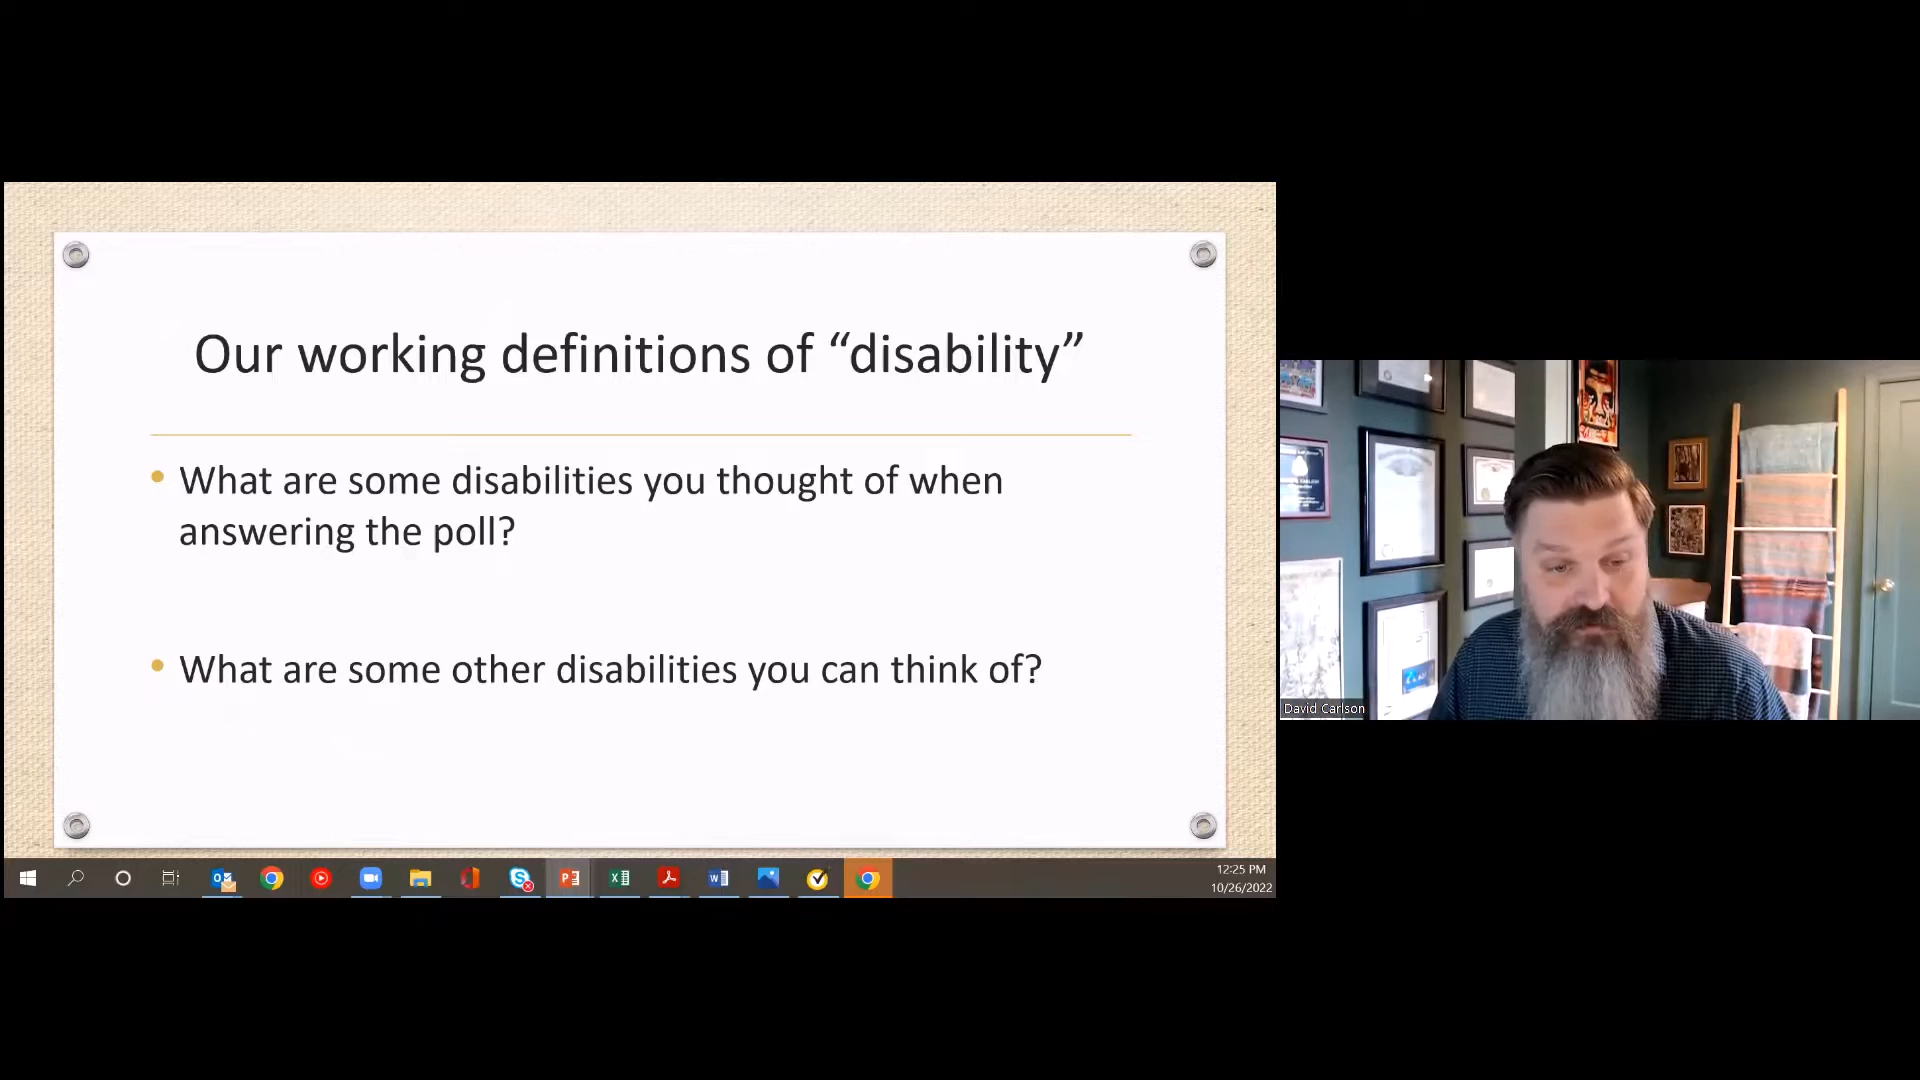 Our working definitions of “disability”
• What are some disabilities you thought of when
answering the poll?
• What are some other disabilities you can think of?
David Carlson
12:25 PM
10/26/2022